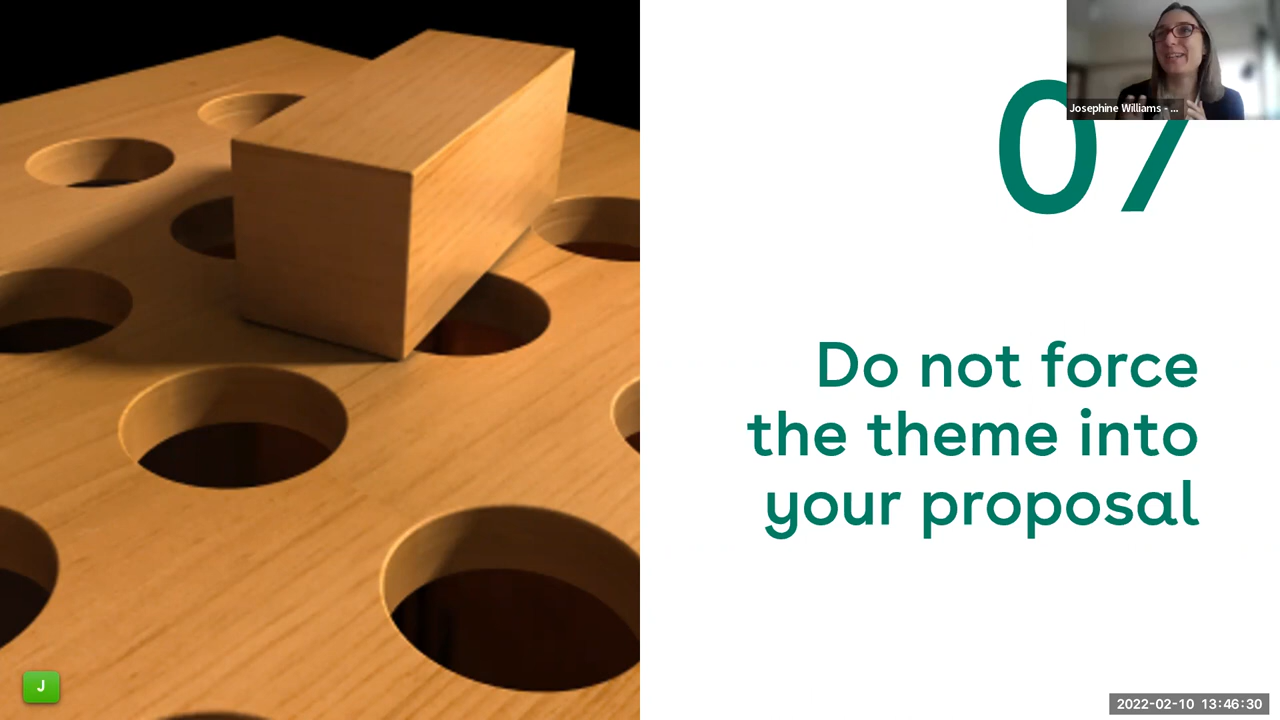 07
Josephine Williams - ...
Do not force
the theme into
your proposal
J
2022-02-10 13:46:30